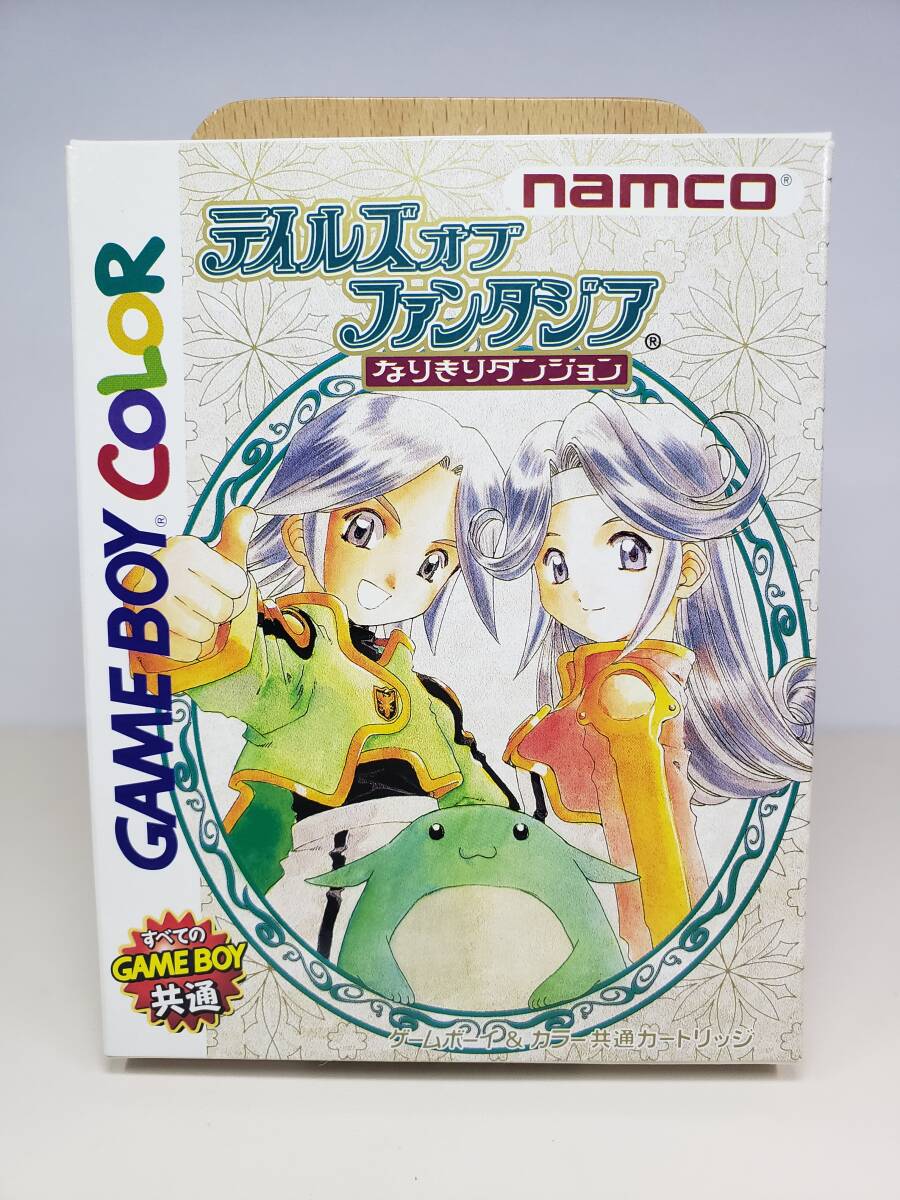 namco®
テイルズオブ
ファンタジア®
なりきりダンジョン
GAME BOY® COLOR
すべての
GAME BOY
共通
ゲームボーイ&カラー共通カートリッジ